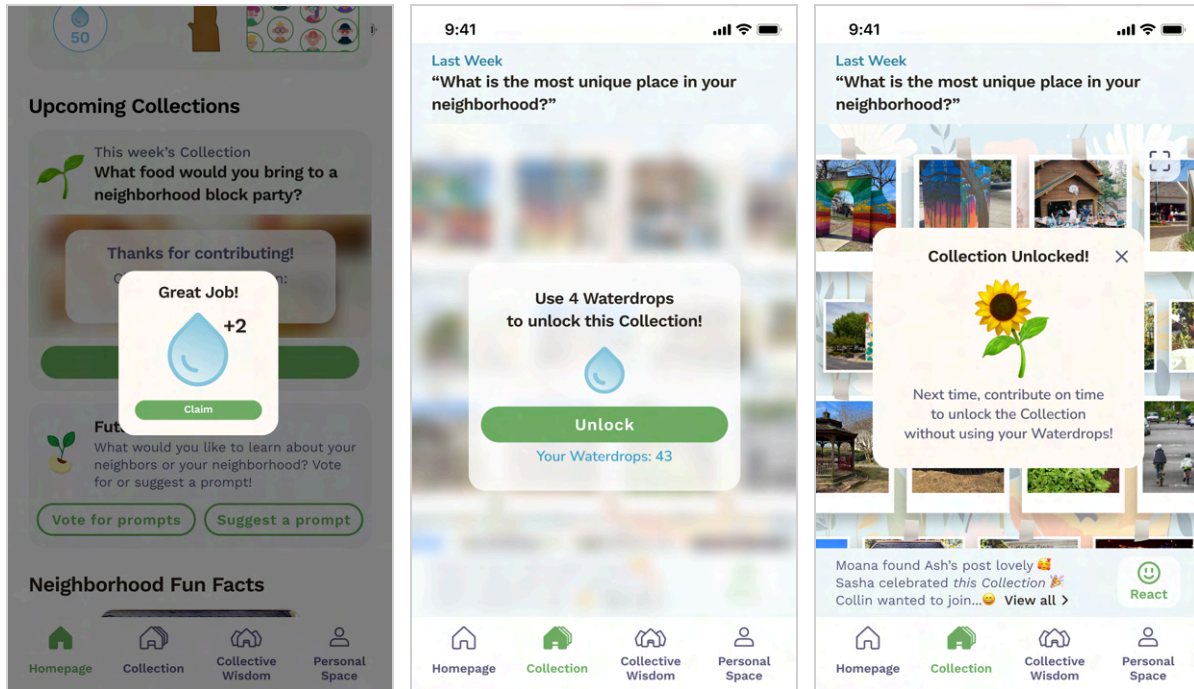 50
Upcoming Collections
This week's Collection
What food would you bring to a
neighborhood block party?
Thanks for contributing!
Great Job!
+2
Claim
What would you like to learn about your
neighbors or your neighborhood? Vote
for or suggest a prompt!
Vote for prompts
Suggest a prompt
Neighborhood Fun Facts
Homepage
Collection
Collective
Wisdom
Personal
Space
9:41
Last Week
“What is the most unique place in your
neighborhood?”
Use 4 Waterdrops
to unlock this Collection!
Unlock
Your Waterdrops: 43
Homepage
Collection
Collective
Wisdom
Personal
Space
9:41
Last Week
“What is the most unique place in your
neighborhood?”
Collection Unlocked!
Next time, contribute on time
to unlock the Collection
without using your Waterdrops!
Moana found Ash's post lovely 🥰
Sasha celebrated this Collection 🎉
Collin wanted to join...😄 View all >
React
Homepage
Collection
Collective
Wisdom
Personal
Space